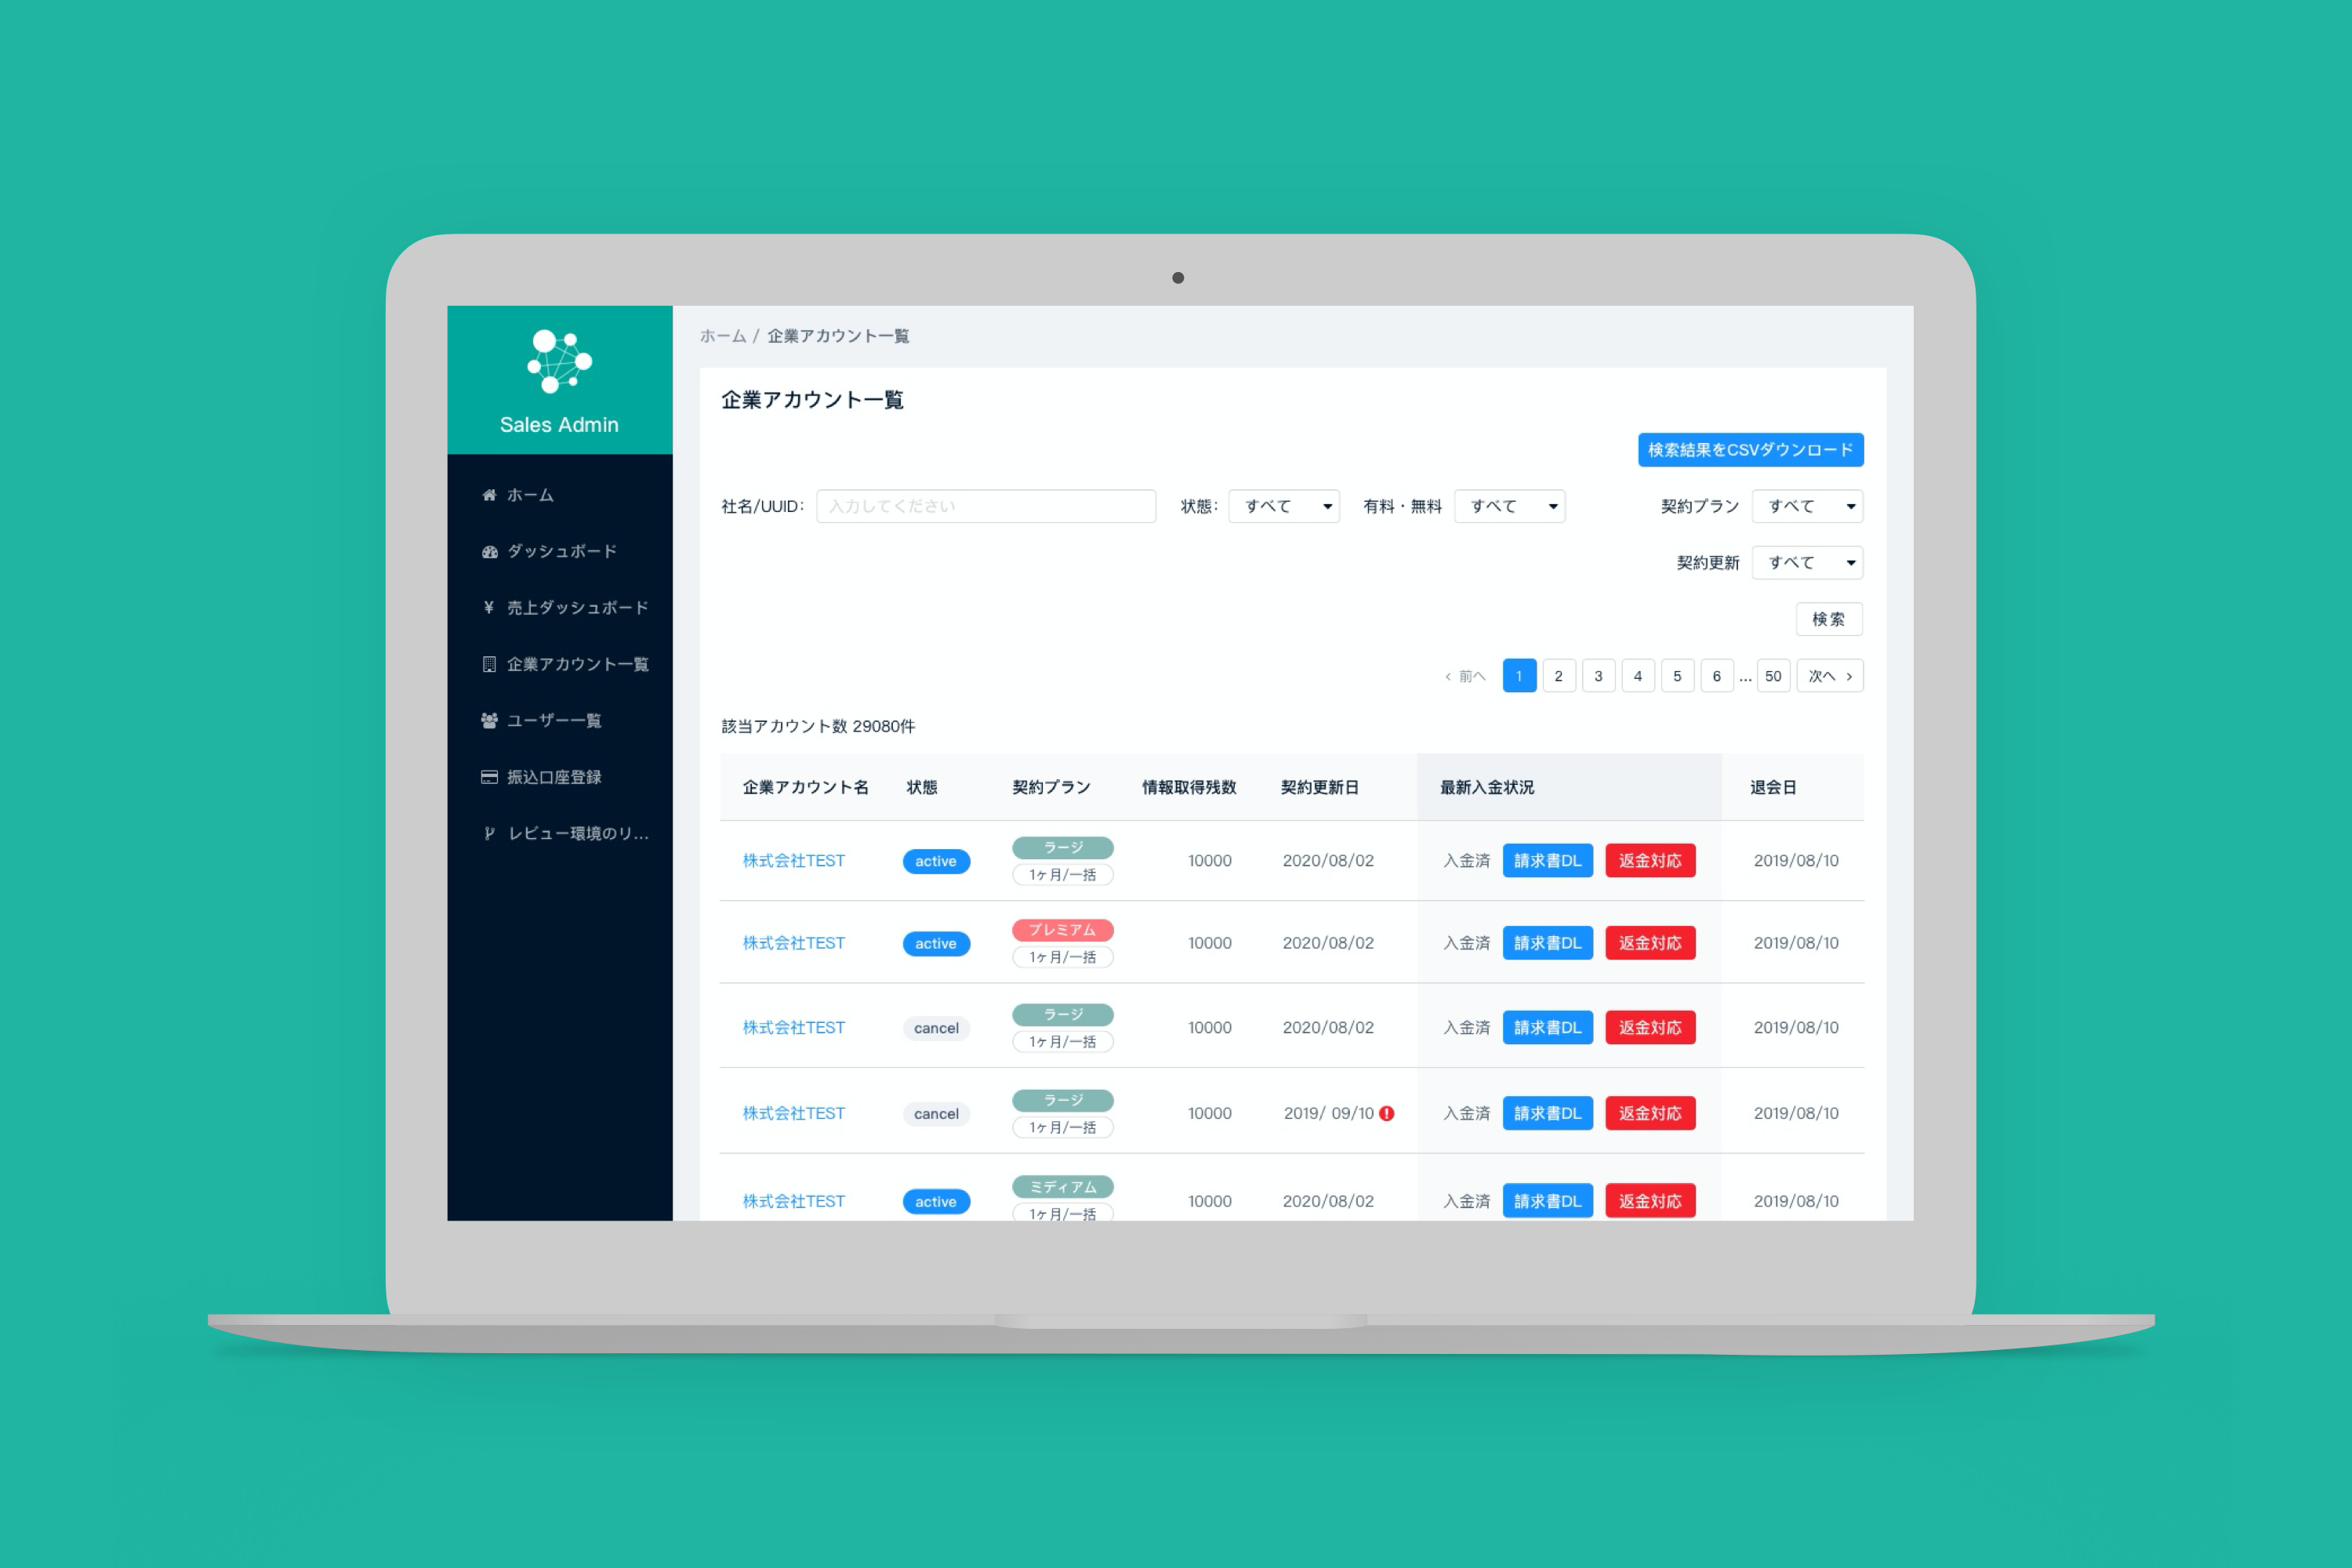 Sales Admin
ホーム
ダッシュボード
¥ 売上ダッシュボード
企業アカウント一覧
ユーザー一覧
振込口座登録
レビュー環境のリ...
ホーム / 企業アカウント一覧
企業アカウント一覧
検索結果をCSVダウンロード
社名/UUID: 入力してください 状態: すべて 有料・無料 すべて 契約プラン すべて
契約更新 すべて
検索
‹ 前へ 1 2 3 4 5 6 ... 50 次へ ›
該当アカウント数 29080件
企業アカウント名 状態 契約プラン 情報取得残数 契約更新日 最新入金状況 退会日
株式会社TEST active ラージ 1ヶ月/一括 10000 2020/08/02 入金済 請求書DL 返金対応 2019/08/10
株式会社TEST active プレミアム 1ヶ月/一括 10000 2020/08/02 入金済 請求書DL 返金対応 2019/08/10
株式会社TEST cancel ラージ 1ヶ月/一括 10000 2020/08/02 入金済 請求書DL 返金対応 2019/08/10
株式会社TEST cancel ラージ 1ヶ月/一括 10000 2019/ 09/10 ! 入金済 請求書DL 返金対応 2019/08/10
株式会社TEST active ミディアム 1ヶ月/一括 10000 2020/08/02 入金済 請求書DL 返金対応 2019/08/10